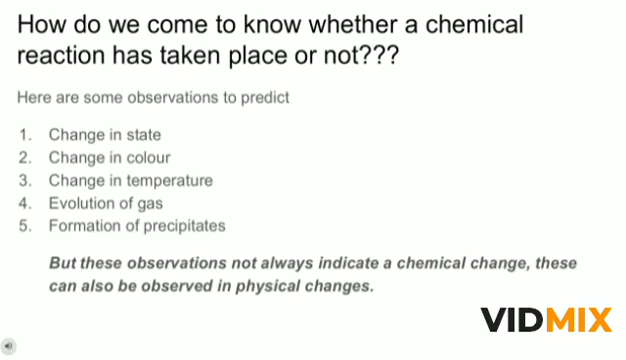 How do we come to know whether a chemical
reaction has taken place or not???
Here are some observations to predict
1. Change in state
2. Change in colour
3. Change in temperature
4. Evolution of gas
5. Formation of precipitates
But these observations not always indicate a chemical change, these
can also be observed in physical changes.
VIDMIX